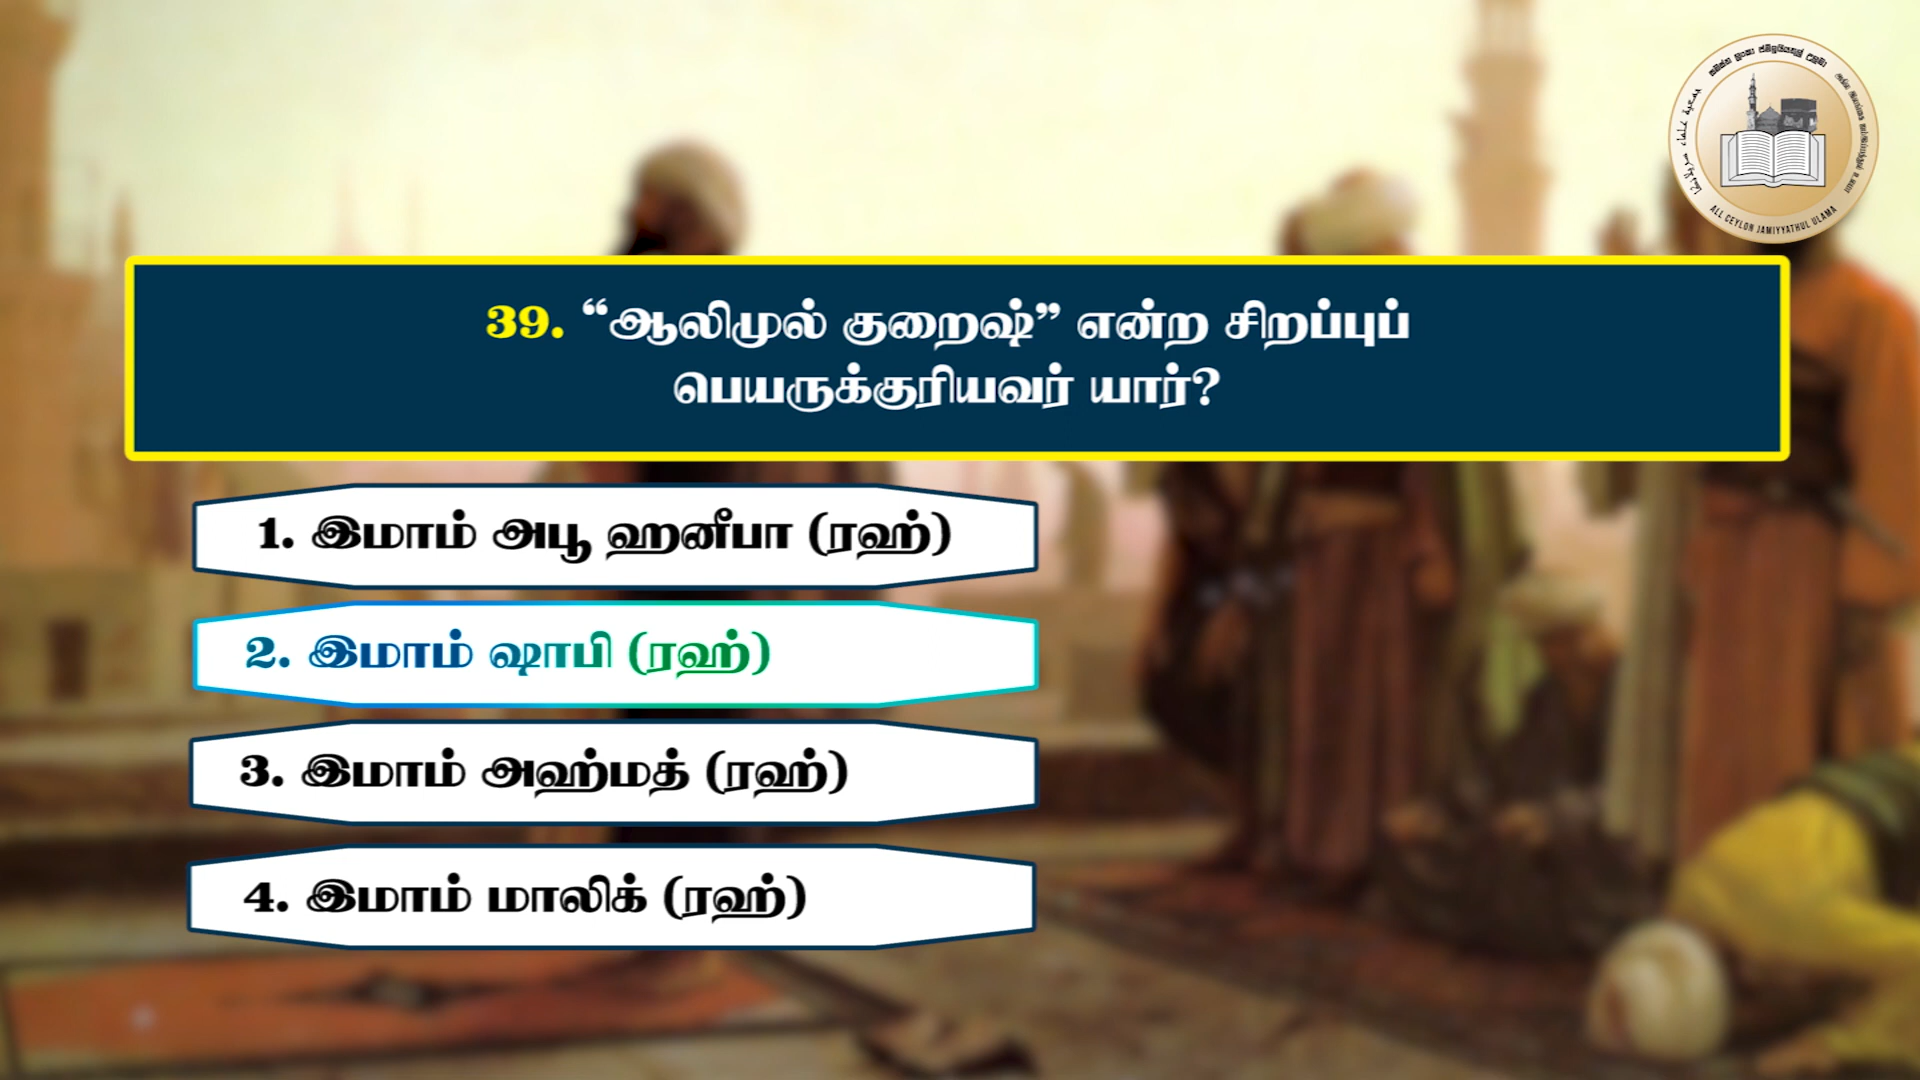 ALL CEYLON JAMIYYATHUL ULAMA
39. “ஆலிமுல் குறைஷ்” என்ற சிறப்புப்
பெயருக்குரியவர் யார்?
1. இமாம் அபூ ஹனீபா (ரஹ்)
2. இமாம் ஷாபி (ரஹ்)
3. இமாம் அஹ்மத் (ரஹ்)
4. இமாம் மாலிக் (ரஹ்)